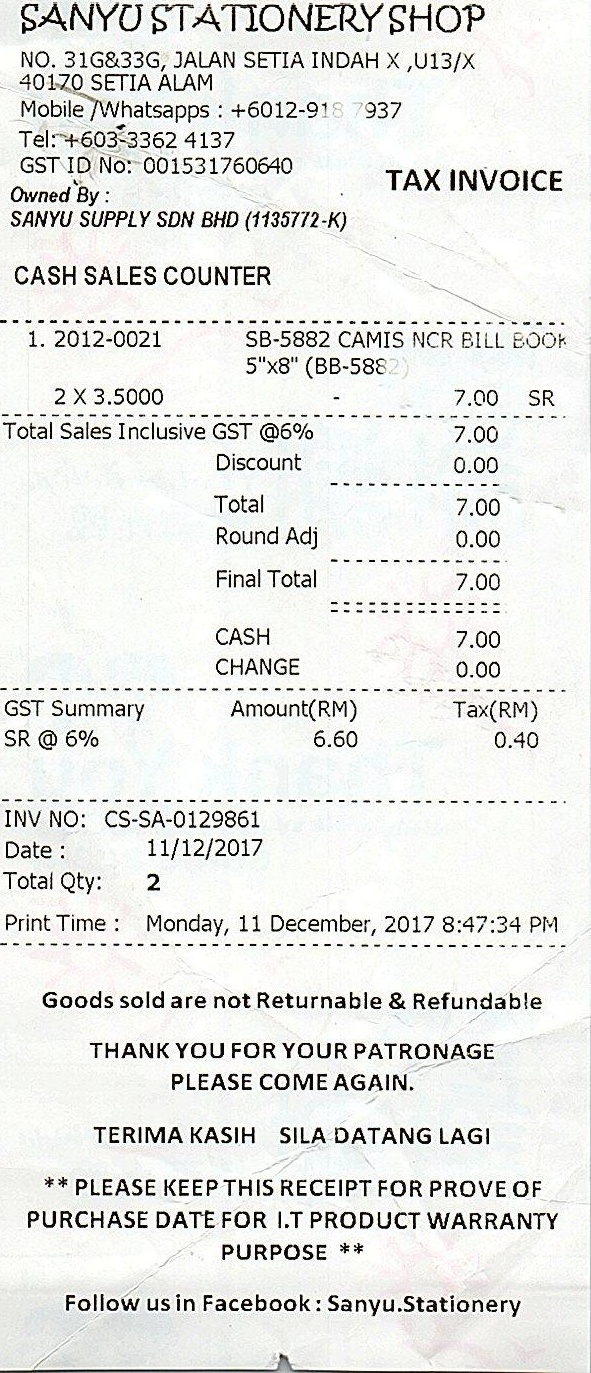 SANYU STATIONERY SHOP
NO. 31G&33G, JALAN SETIA INDAH X ,U13/X
40170 SETIA ALAM
Mobile /Whatsapps : +6012-918 7937
Tel: +603-3362 4137
GST ID No: 001531760640
TAX INVOICE
Owned By :
SANYU SUPPLY SDN BHD (1135772-K)
CASH SALES COUNTER
1. 2012-0021 SB-5882 CAMIS NCR BILL BOOK
5"x8" (BB-5882)
2 X 3.5000 - 7.00 SR
Total Sales Inclusive GST @6% 7.00
Discount 0.00
Total 7.00
Round Adj 0.00
Final Total 7.00
CASH 7.00
CHANGE 0.00
GST Summary Amount(RM) Tax(RM)
SR @ 6% 6.60 0.40
INV NO: CS-SA-0129861
Date : 11/12/2017
Total Qty: 2
Print Time : Monday, 11 December, 2017 8:47:34 PM
Goods sold are not Returnable & Refundable
THANK YOU FOR YOUR PATRONAGE
PLEASE COME AGAIN.
TERIMA KASIH SILA DATANG LAGI
** PLEASE KEEP THIS RECEIPT FOR PROVE OF
PURCHASE DATE FOR I.T PRODUCT WARRANTY
PURPOSE **
Follow us in Facebook : Sanyu.Stationery